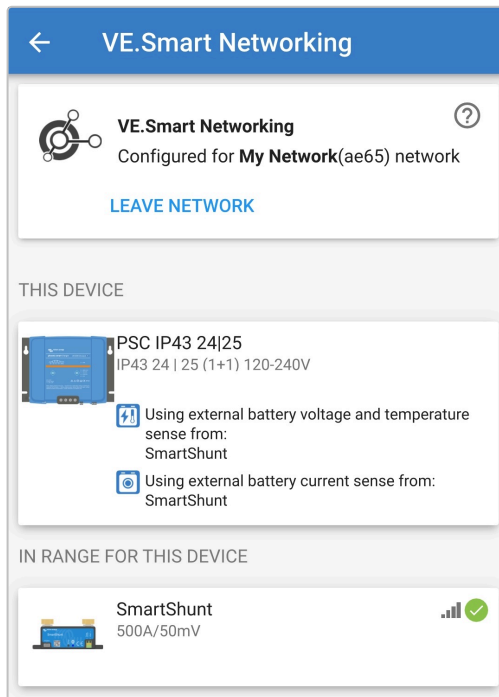 VE.Smart Networking
VE.Smart Networking
Configured for My Network(ae65) network
LEAVE NETWORK
THIS DEVICE
PSC IP43 24|25
IP43 24 | 25 (1+1) 120-240V
Using external battery voltage and temperature
sense from:
SmartShunt
Using external battery current sense from:
SmartShunt
IN RANGE FOR THIS DEVICE
SmartShunt
500A/50mV